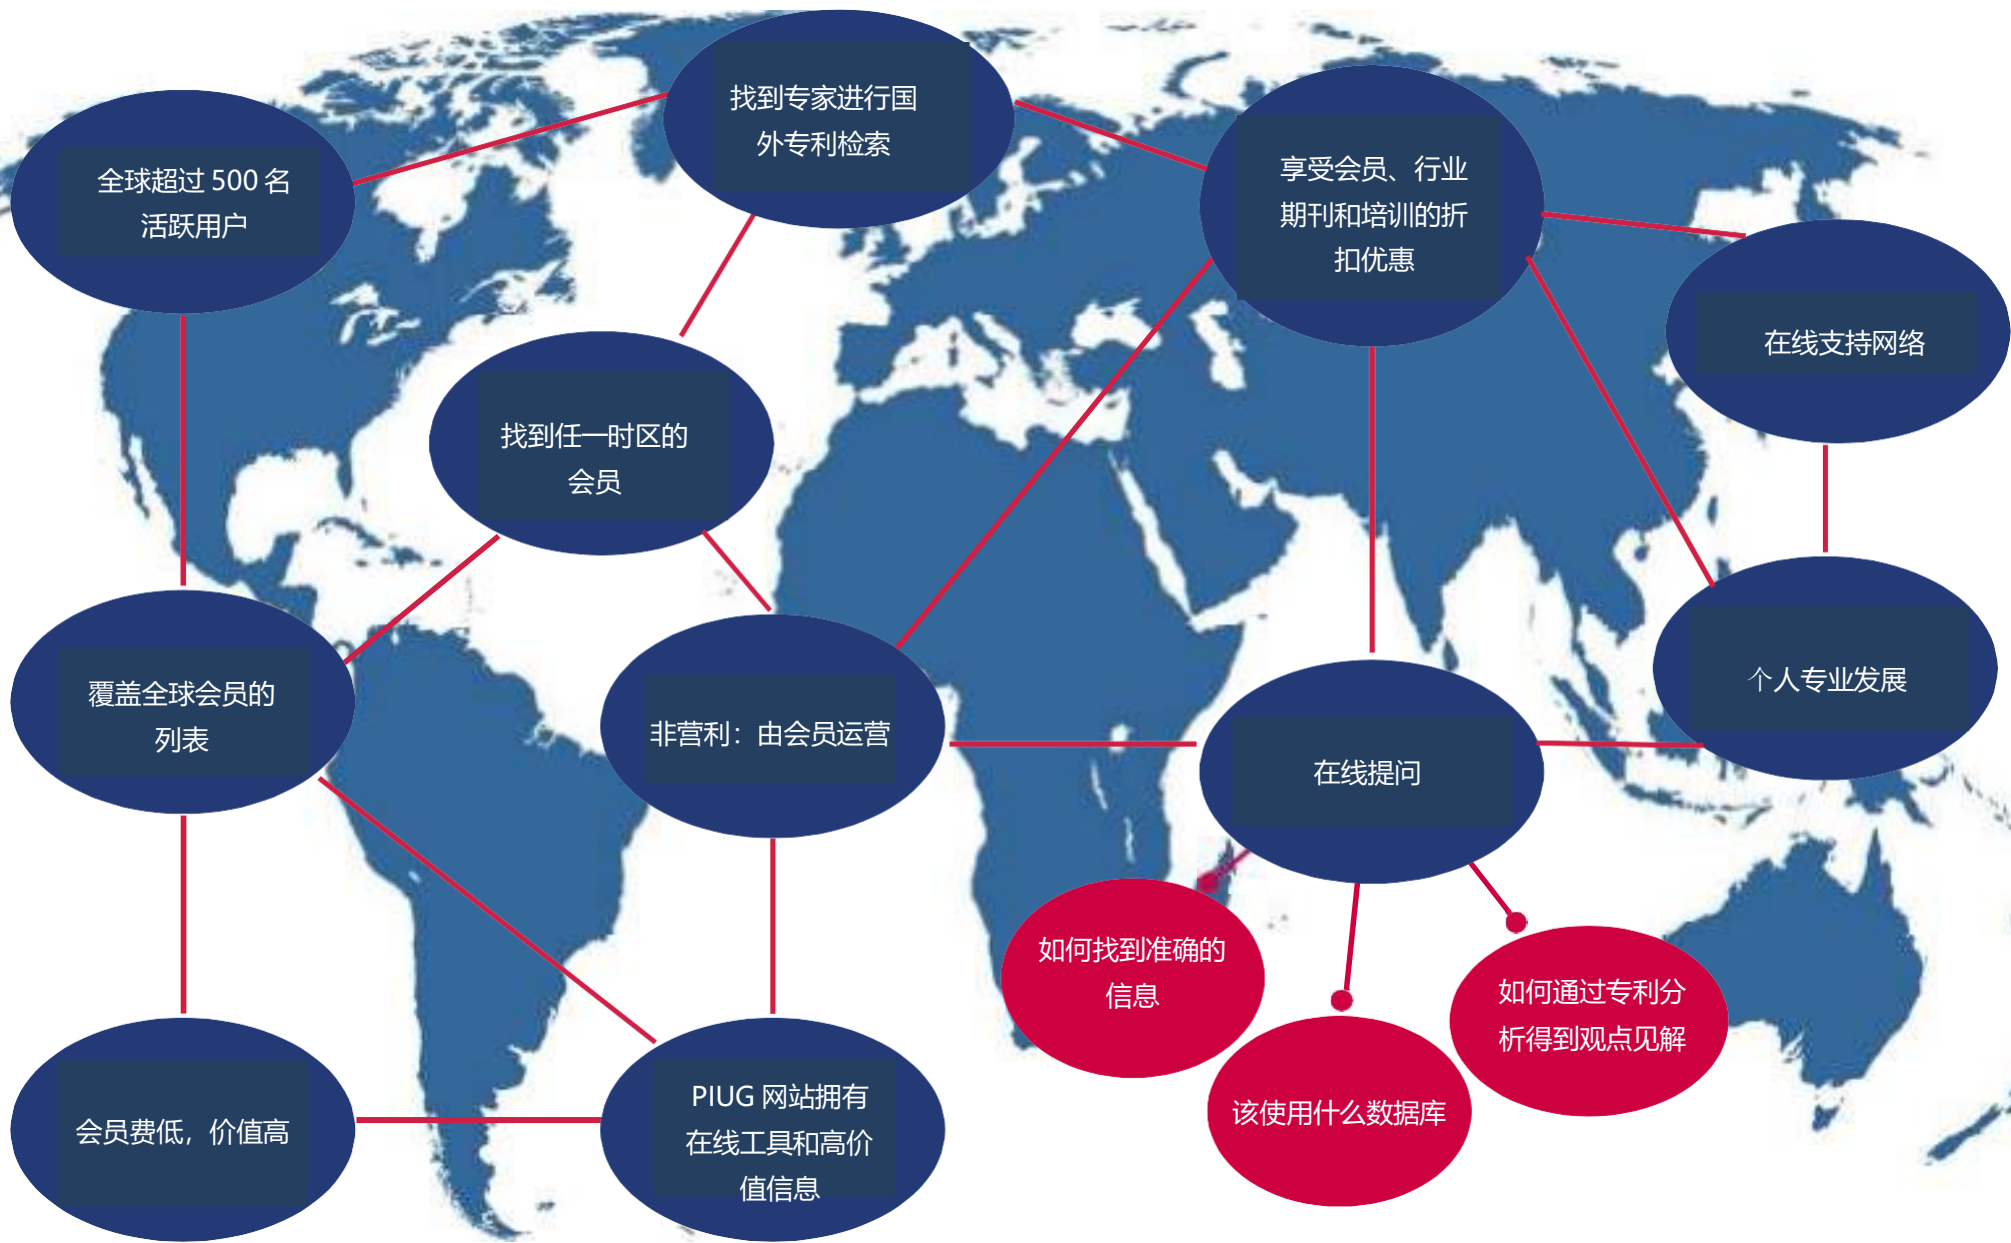 找到专家进行国
外专利检索
全球超过 500 名
活跃用户
享受会员、行业
期刊和培训的折
扣优惠
在线支持网络
找到任一时区的
会员
覆盖全球会员的
列表
非营利：由会员运营
在线提问
个人专业发展
如何找到准确的
信息
如何通过专利分
析得到观点见解
该使用什么数据库
会员费低，价值高
PIUG 网站拥有
在线工具和高价
值信息